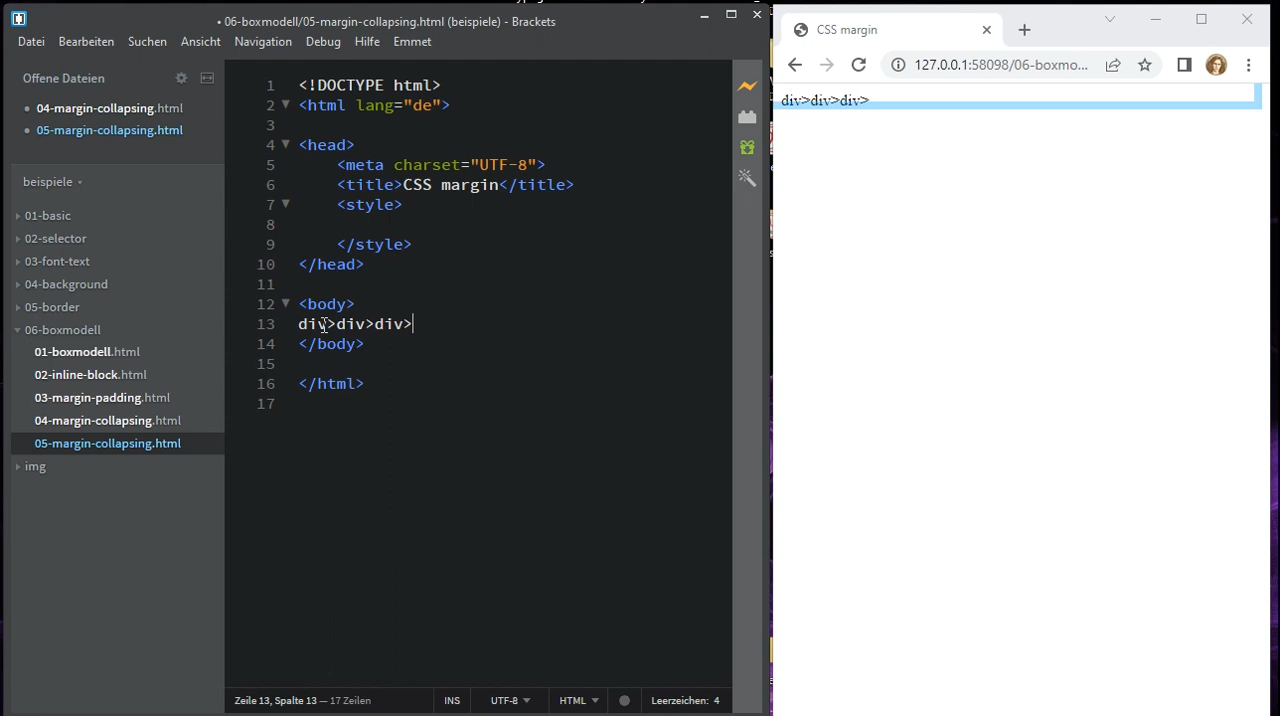 • 06-boxmodell/05-margin-collapsing.html (beispiele) - Brackets
Datei Bearbeiten Suchen Ansicht Navigation Debug Hilfe Emmet
Offene Dateien
04-margin-collapsing.html
05-margin-collapsing.html
beispiele
01-basic
02-selector
03-font-text
04-background
05-border
06-boxmodell
01-boxmodell.html
02-inline-block.html
03-margin-padding.html
04-margin-collapsing.html
05-margin-collapsing.html
img
1 <!DOCTYPE html>
2 <html lang="de">
3
4 <head>
5 <meta charset="UTF-8">
6 <title>CSS margin</title>
7 <style>
8
9 </style>
10 </head>
11
12 <body>
13 div>div>div>
14 </body>
15
16 </html>
17
Zeile 13, Spalte 13 — 17 Zeilen INS UTF-8 HTML Leerzeichen: 4
CSS margin
127.0.0.1:58098/06-boxmo...
div>div>div>